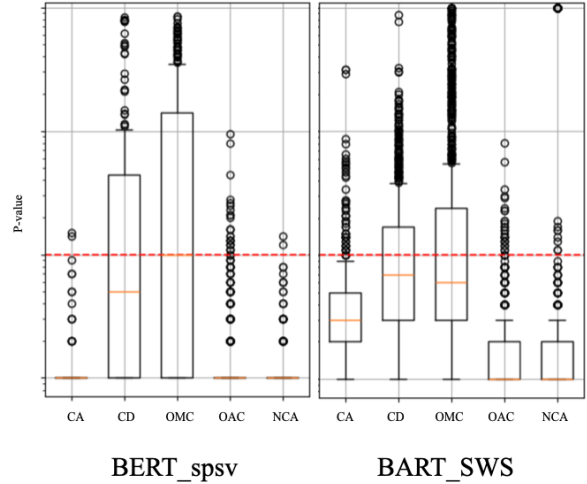 P-value
CA CD OMC OAC NCA
CA CD OMC OAC NCA
BERT_spsv
BART_SWS